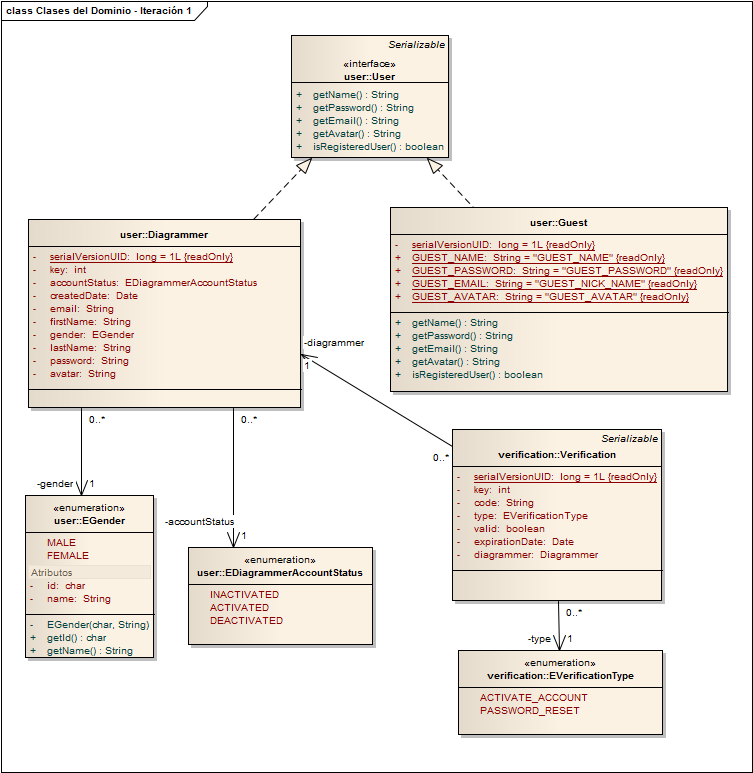 class Clases del Dominio - Iteración 1
Serializable
«interface»
user::User
+ getName() : String
+ getPassword() : String
+ getEmail() : String
+ getAvatar() : String
+ isRegisteredUser() : boolean
user::Diagrammer
- serialVersionUID: long = 1L {readOnly}
- key: int
- accountStatus: EDiagrammerAccountStatus
- createdDate: Date
- email: String
- firstName: String
- gender: EGender
- lastName: String
- password: String
- avatar: String
user::Guest
- serialVersionUID: long = 1L {readOnly}
+ GUEST_NAME: String = "GUEST_NAME" {readOnly}
+ GUEST_PASSWORD: String = "GUEST_PASSWORD" {readOnly}
+ GUEST_EMAIL: String = "GUEST_NICK_NAME" {readOnly}
+ GUEST_AVATAR: String = "GUEST_AVATAR" {readOnly}
+ getName() : String
+ getPassword() : String
+ getEmail() : String
+ getAvatar() : String
+ isRegisteredUser() : boolean
-diagrammer
1
0..*
0..*
0..*
-gender
1
-accountStatus
1
Serializable
verification::Verification
- serialVersionUID: long = 1L {readOnly}
- key: int
- code: String
- type: EVerificationType
- valid: boolean
- expirationDate: Date
- diagrammer: Diagrammer
«enumeration»
user::EGender
MALE
FEMALE
Atributos
- id: char
- name: String
- EGender(char, String)
+ getId() : char
+ getName() : String
«enumeration»
user::EDiagrammerAccountStatus
INACTIVATED
ACTIVATED
DEACTIVATED
0..*
-type
1
«enumeration»
verification::EVerificationType
ACTIVATE_ACCOUNT
PASSWORD_RESET